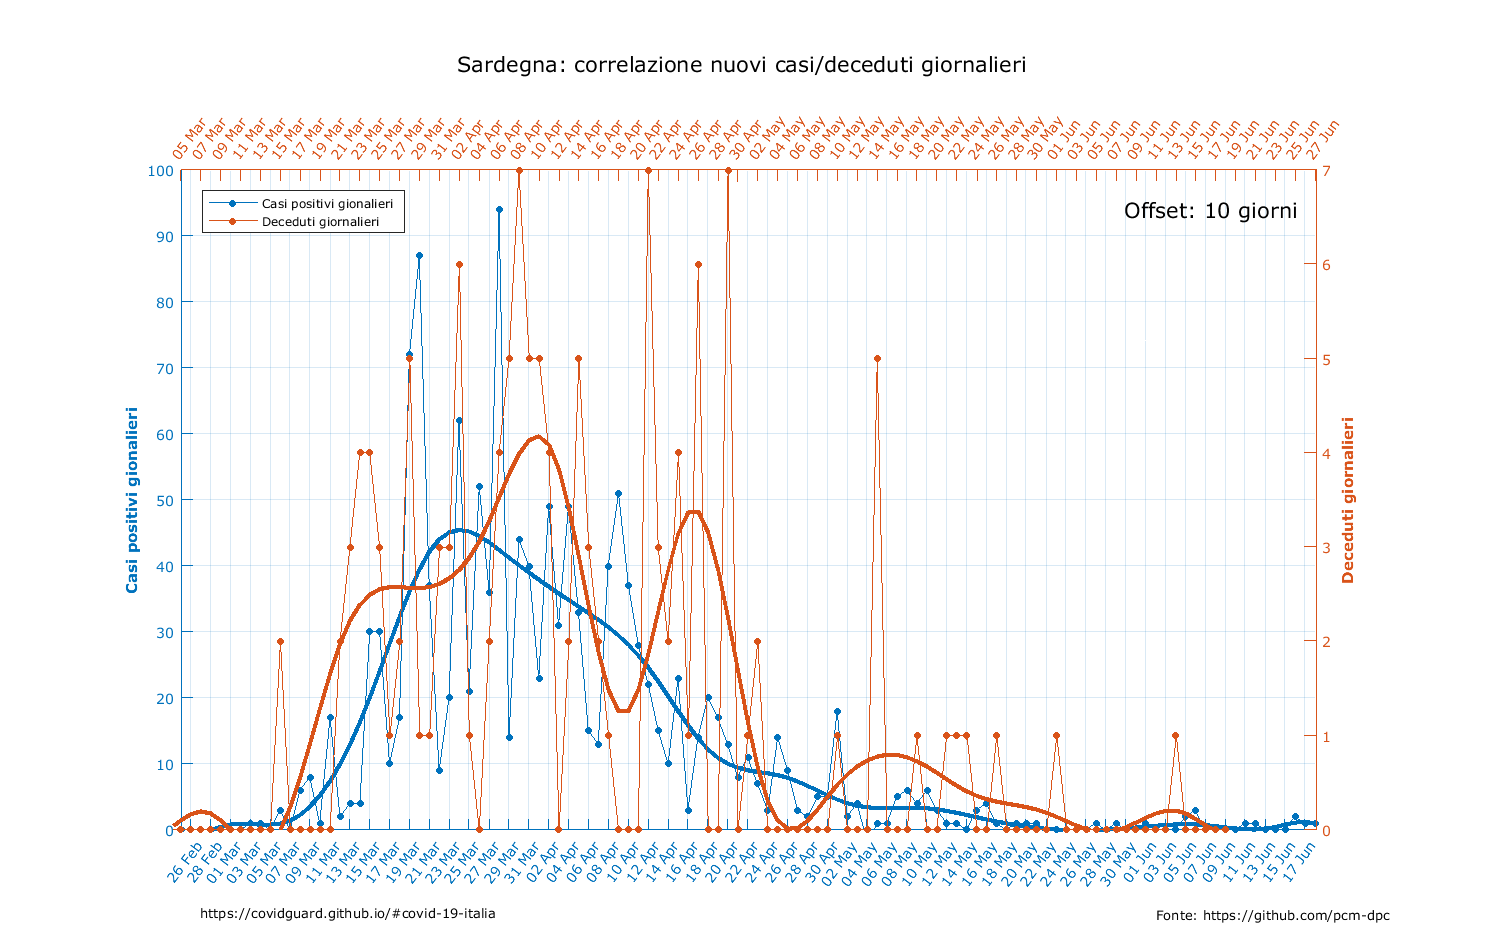 Sardegna: correlazione nuovi casi/deceduti giornalieri
05 Mar
07 Mar
09 Mar
11 Mar
13 Mar
15 Mar
17 Mar
19 Mar
21 Mar
23 Mar
25 Mar
27 Mar
29 Mar
31 Mar
02 Apr
04 Apr
06 Apr
08 Apr
10 Apr
12 Apr
14 Apr
16 Apr
18 Apr
20 Apr
22 Apr
24 Apr
26 Apr
28 Apr
30 Apr
02 May
04 May
06 May
08 May
10 May
12 May
14 May
16 May
18 May
20 May
22 May
24 May
26 May
28 May
30 May
01 Jun
03 Jun
05 Jun
07 Jun
09 Jun
11 Jun
13 Jun
15 Jun
17 Jun
19 Jun
21 Jun
23 Jun
25 Jun
27 Jun
Casi positivi gionalieri
100
90
80
70
60
50
40
30
20
10
0
Casi positivi gionalieri
Deceduti giornalieri
Offset: 10 giorni
7
6
5
4
3
2
1
0
Deceduti giornalieri
26 Feb
28 Feb
01 Mar
03 Mar
05 Mar
07 Mar
09 Mar
11 Mar
13 Mar
15 Mar
17 Mar
19 Mar
21 Mar
23 Mar
25 Mar
27 Mar
29 Mar
31 Mar
02 Apr
04 Apr
06 Apr
08 Apr
10 Apr
12 Apr
14 Apr
16 Apr
18 Apr
20 Apr
22 Apr
24 Apr
26 Apr
28 Apr
30 Apr
02 May
04 May
06 May
08 May
10 May
12 May
14 May
16 May
18 May
20 May
22 May
24 May
26 May
28 May
30 May
01 Jun
03 Jun
05 Jun
07 Jun
09 Jun
11 Jun
13 Jun
15 Jun
17 Jun
https://covidguard.github.io/#covid-19-italia
Fonte: https://github.com/pcm-dpc